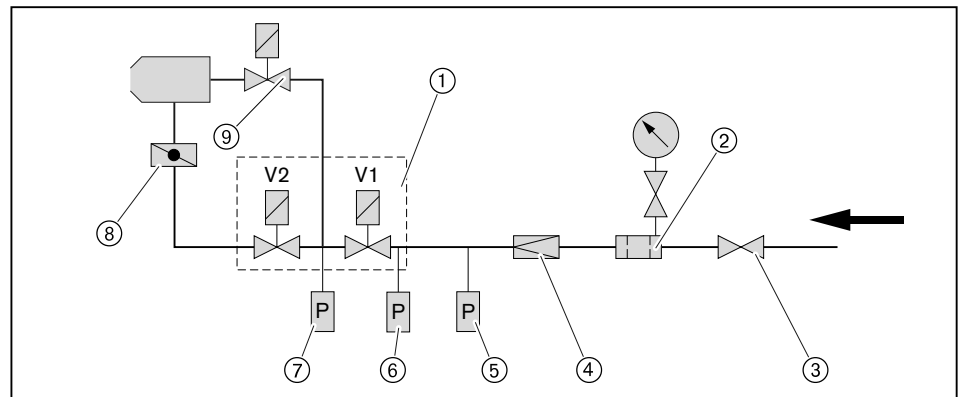 ①
⑨
②
V2 V1
⑧
P P P
⑦ ⑥ ⑤ ④ ③